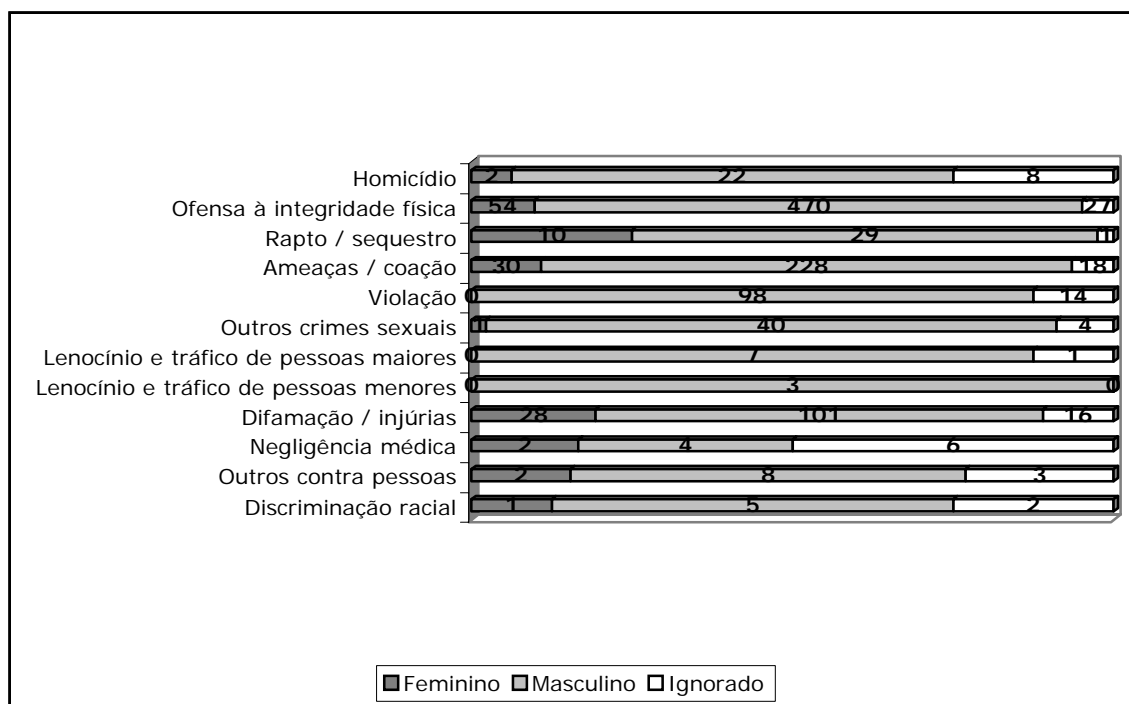 Homicídio 2 22 8
Ofensa à integridade física 54 470 27
Rapto / sequestro 10 29 1
Ameaças / coação 30 228 18
Violação 0 98 14
Outros crimes sexuais 1 40 4
Lenocínio e tráfico de pessoas maiores 0 7 1
Lenocínio e tráfico de pessoas menores 0 3 0
Difamação / injúrias 28 101 16
Negligência médica 2 4 6
Outros contra pessoas 2 8 3
Discriminação racial 1 5 2
Feminino Masculino Ignorado